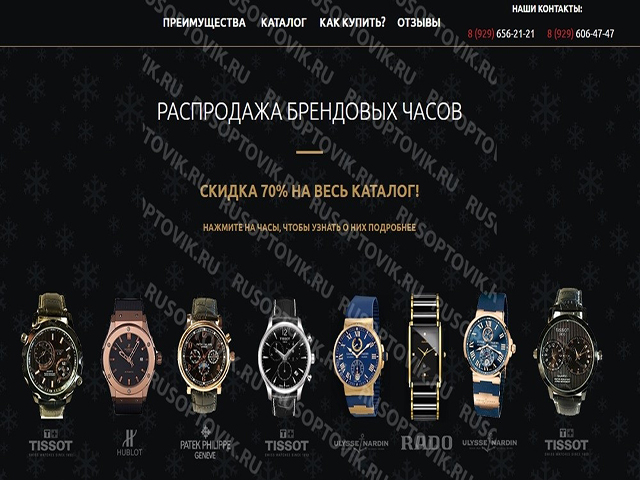 НАШИ КОНТАКТЫ:
ПРЕИМУЩЕСТВА КАТАЛОГ КАК КУПИТЬ? ОТЗЫВЫ
8 (929) 656-21-21 8 (929) 606-47-47
РАСПРОДАЖА БРЕНДОВЫХ ЧАСОВ
СКИДКА 70% НА ВЕСЬ КАТАЛОГ!
НАЖМИТЕ НА ЧАСЫ, ЧТОБЫ УЗНАТЬ О НИХ ПОДРОБНЕЕ
TISSOT HUBLOT PATEK PHILIPPE TISSOT ULYSSE NARDIN RADO ULYSSE NARDIN TISSOT
GENEVE
RUSOPTOVIK.RU